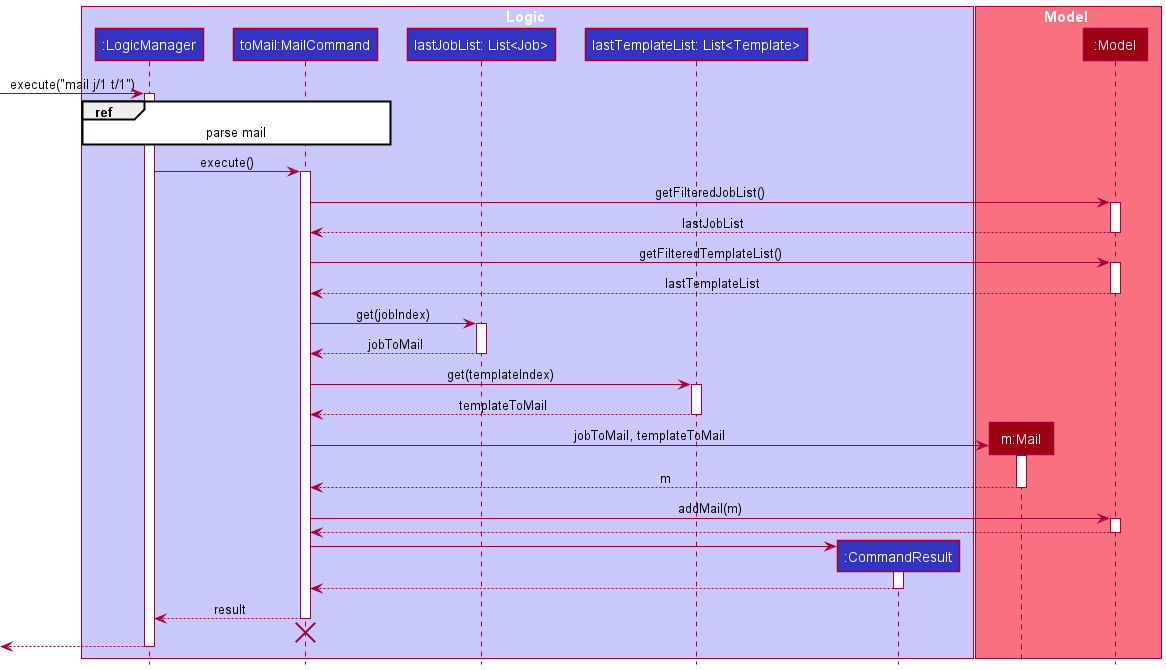 Logic
Model
:LogicManager
toMail:MailCommand
lastJobList: List<Job>
lastTemplateList: List<Template>
:Model
execute("mail j/1 t/1")
ref
parse mail
execute()
getFilteredJobList()
lastJobList
getFilteredTemplateList()
lastTemplateList
get(jobIndex)
jobToMail
get(templateIndex)
templateToMail
jobToMail, templateToMail
m:Mail
m
addMail(m)
:CommandResult
result